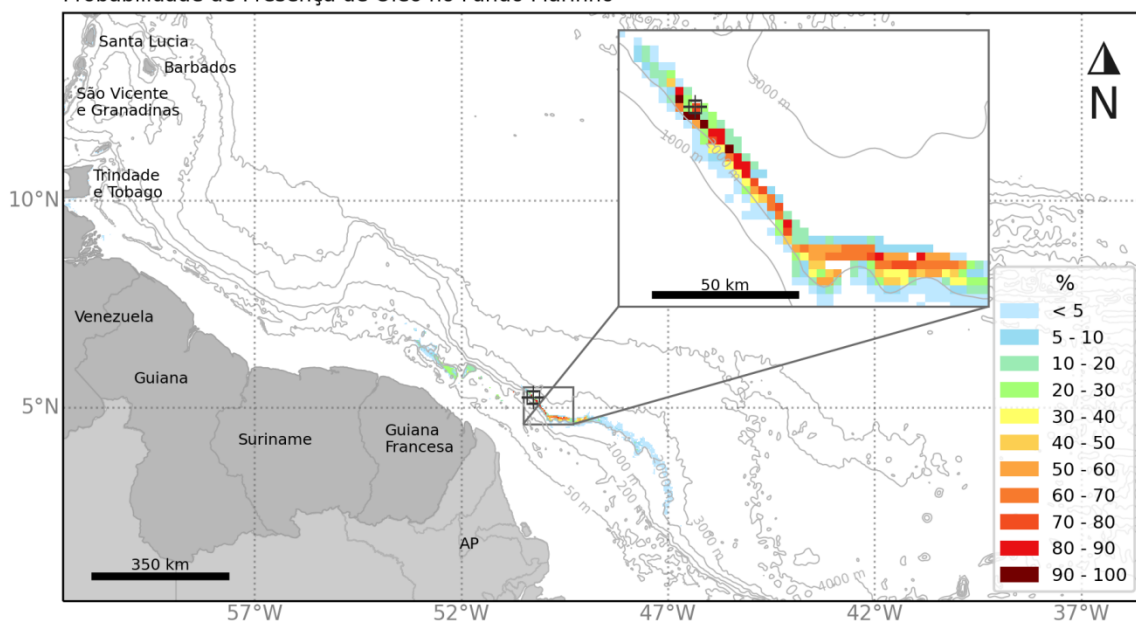 Probabilidade de Presença de Óleo no Fundo Marinho
Santa Lucia
Barbados
São Vicente
e Granadinas
Trindade
e Tobago
N
3000 m
1000 m
50 km
10°N
5°N
Venezuela
Guiana
Suriname
Guiana
Francesa
AP
350 km
50 m
200 m
1000 m
3000 m
4000 m
%
< 5
5 - 10
10 - 20
20 - 30
30 - 40
40 - 50
50 - 60
60 - 70
70 - 80
80 - 90
90 - 100
57°W
52°W
47°W
42°W
37°W